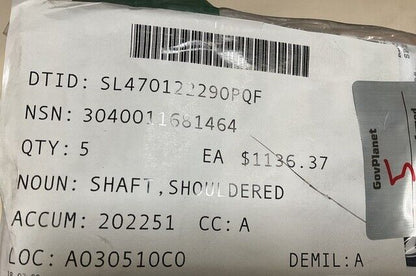 DTID: SL470122290PQF
NSN: 3040011681464
QTY: 5 EA $1136.37
NOUN: SHAFT,SHOULDERED
ACCUM: 202251 CC: A
LOC: A030510C0 DEMIL: A
GovPlanet
5